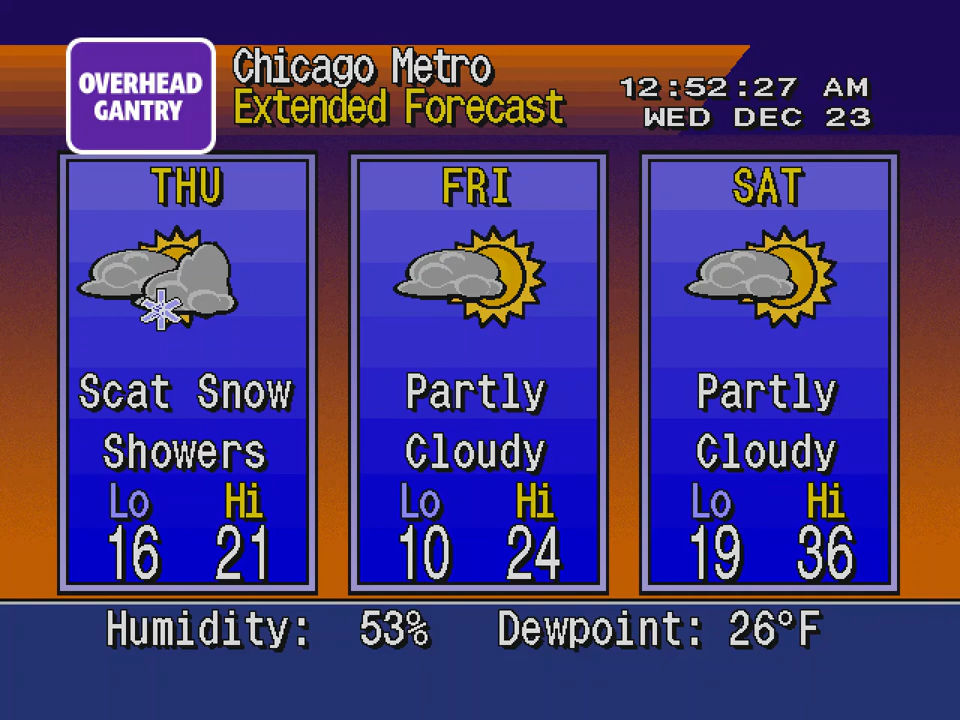 OVERHEAD
GANTRY
Chicago Metro
Extended Forecast
12:52:27 AM
WED DEC 23
THU
Scat Snow
Showers
Lo Hi
16 21
FRI
Partly
Cloudy
Lo Hi
10 24
SAT
Partly
Cloudy
Lo Hi
19 36
Humidity: 53% Dewpoint: 26°F